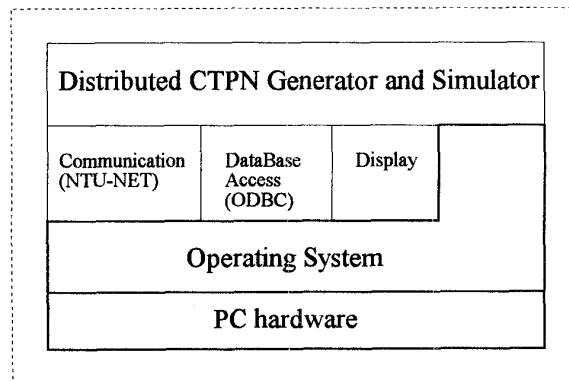 Distributed CTPN Generator and Simulator
Communication
(NTU-NET)
DataBase
Access
(ODBC)
Display
Operating System
PC hardware